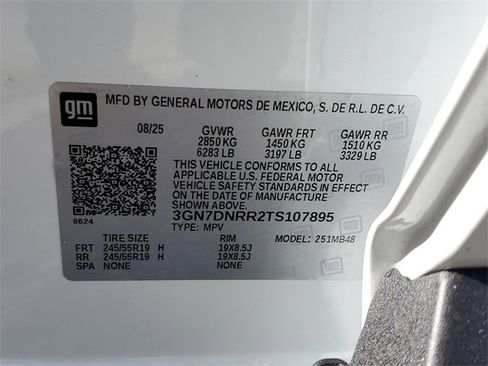 gm
MFD BY GENERAL MOTORS DE MEXICO, S. DE R.L. DE C.V.
08/25 GVWR GAWR FRT GAWR RR
2850 KG 1450 KG 1510 KG
6283 LB 3197 LB 3329 LB
THIS VEHICLE CONFORMS TO ALL
APPLICABLE U.S. FEDERAL MOTOR
VEHICLE SAFETY STANDARDS IN
EFFECT ON THE DATE OF MANUFACTURE
SHOWN ABOVE.
3GN7DNRR2TS107895
8624 TYPE: MPV MODEL: 251MB48
TIRE SIZE RIM
FRT 245/55R19 H 19X8.5J
RR 245/55R19 H 19X8.5J
SPA NONE NONE